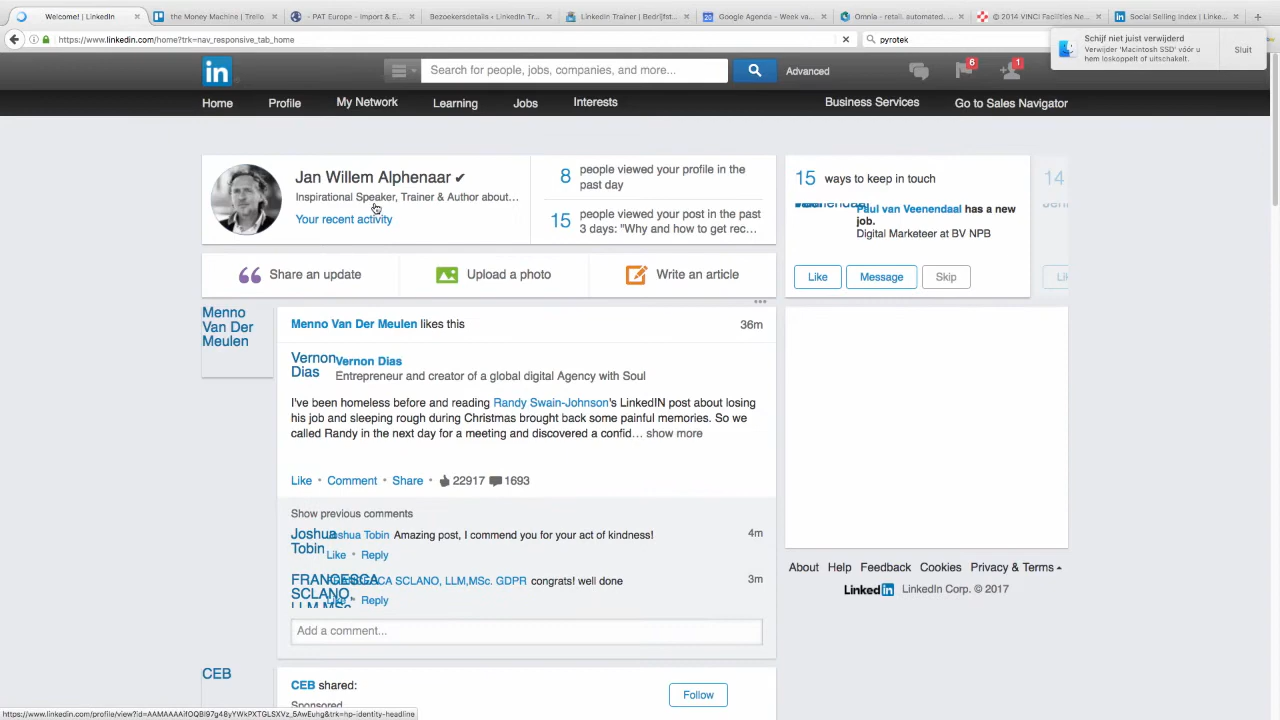 Welcome! | LinkedIn
the Money Machine | Trello
- PAT Europe - Import & E...
Bezoekersdetails - LinkedIn Tr...
LinkedIn Trainer | Bedrijfst...
Google Agenda - Week va...
Omnia - retail, automated. ...
© 2014 VINCI Facilities Ne...
Social Selling Index | Linke...
https://www.linkedin.com/home?trk=nav_responsive_tab_home
pyrotek
Schijf niet juist verwijderd
Verwijder 'Macintosh SSD' vóór u
hem loskoppelt of uitschakelt.
Sluit
in
Search for people, jobs, companies, and more...
Advanced
6
1
Home
Profile
My Network
Learning
Jobs
Interests
Business Services
Go to Sales Navigator
Jan Willem Alphenaar ✔
Inspirational Speaker, Trainer & Author about...
Your recent activity
8 people viewed your profile in the
past day
15 people viewed your post in the past
3 days: "Why and how to get rec...
15 ways to keep in touch
14
Paul van Veenendaal has a new
job.
Digital Marketeer at BV NPB
Like
Message
Skip
Share an update
Upload a photo
Write an article
Menno
Van Der
Meulen
Menno Van Der Meulen likes this
36m
Vernon
Dias
Vernon Dias
Entrepreneur and creator of a global digital Agency with Soul
I've been homeless before and reading Randy Swain-Johnson's LinkedIN post about losing
his job and sleeping rough during Christmas brought back some painful memories. So we
called Randy in the next day for a meeting and discovered a confid... show more
Like • Comment • Share • 22917 1693
Show previous comments
Joshua
Tobin
Joshua Tobin Amazing post, I commend you for your act of kindness!
4m
Like • Reply
FRANCESCA
SCLANO,
LLM,MSc.
FRANCESCA SCLANO, LLM,MSc. GDPR congrats! well done
3m
Like • Reply
Add a comment...
About Help Feedback Cookies Privacy & Terms
Linked in LinkedIn Corp. © 2017
CEB
CEB shared:
Sponsored
Follow